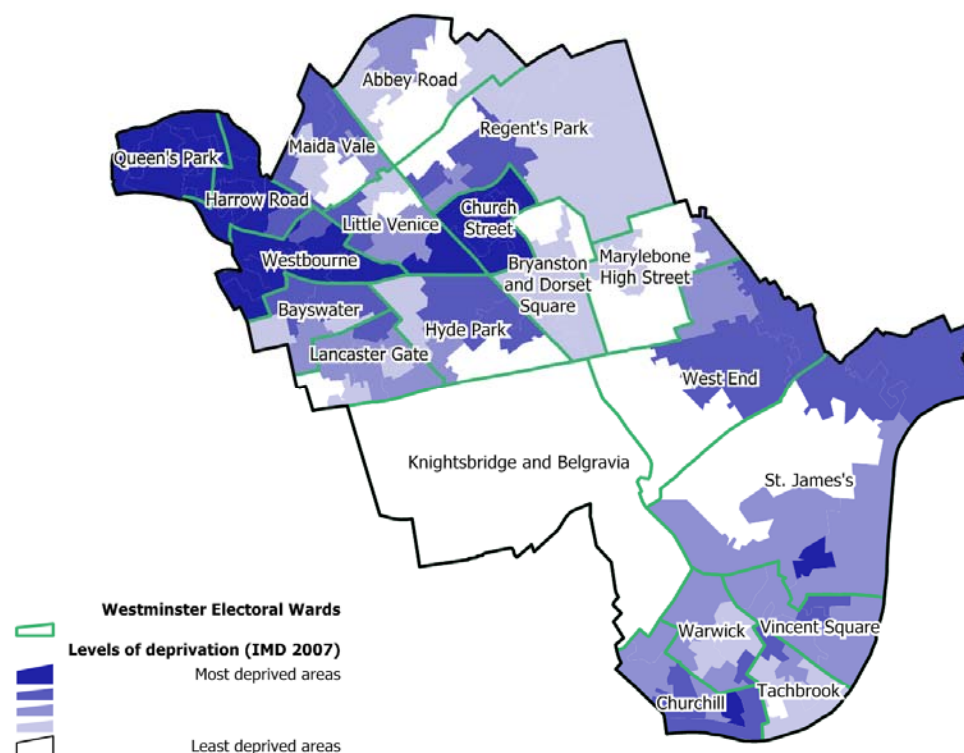 Abbey Road
Regent's Park
Maida Vale
Queen's Park
Harrow Road
Church
Street
Little Venice
Westbourne
Bryanston
and Dorset
Square
Marylebone
High Street
Bayswater
Hyde Park
Lancaster Gate
West End
Knightsbridge and Belgravia
St. James's
Warwick
Vincent Square
Tachbrook
Churchill
Westminster Electoral Wards
Levels of deprivation (IMD 2007)
Most deprived areas
Least deprived areas